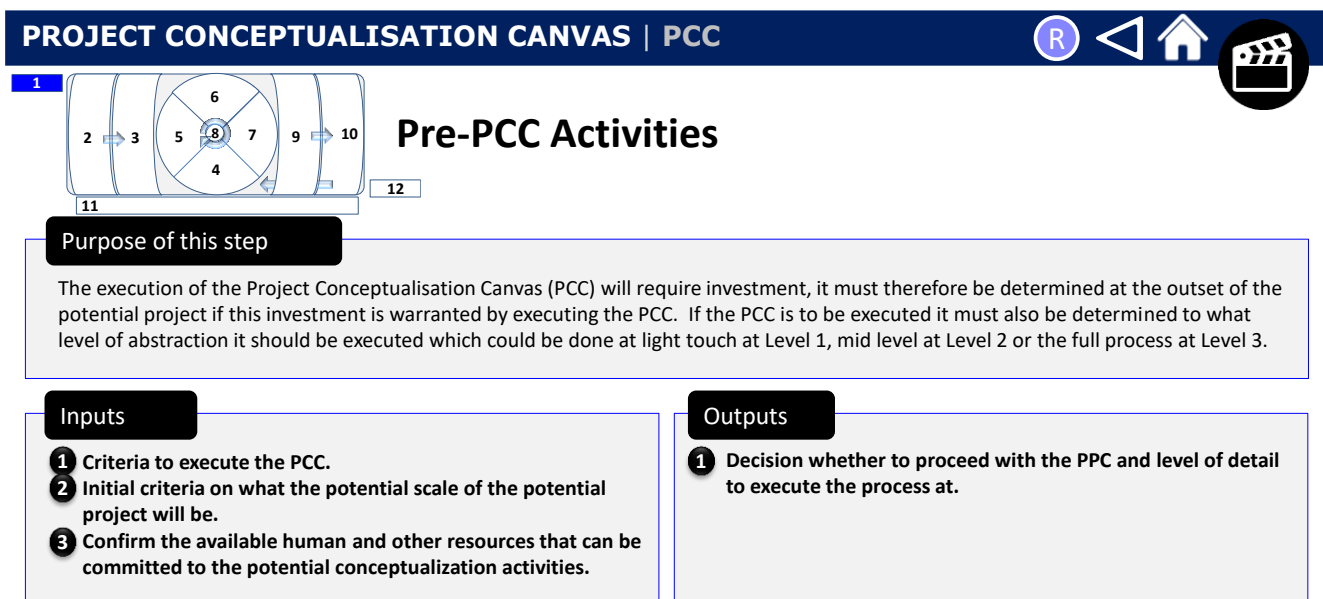 PROJECT CONCEPTUALISATION CANVAS | PCC
R
1
6
2
3
5
8
7
9
10
4
12
11
Pre-PCC Activities
Purpose of this step
The execution of the Project Conceptualisation Canvas (PCC) will require investment, it must therefore be determined at the outset of the
potential project if this investment is warranted by executing the PCC. If the PCC is to be executed it must also be determined to what
level of abstraction it should be executed which could be done at light touch at Level 1, mid level at Level 2 or the full process at Level 3.
Inputs
1 Criteria to execute the PCC.
2 Initial criteria on what the potential scale of the potential
project will be.
3 Confirm the available human and other resources that can be
committed to the potential conceptualization activities.
Outputs
1 Decision whether to proceed with the PPC and level of detail
to execute the process at.